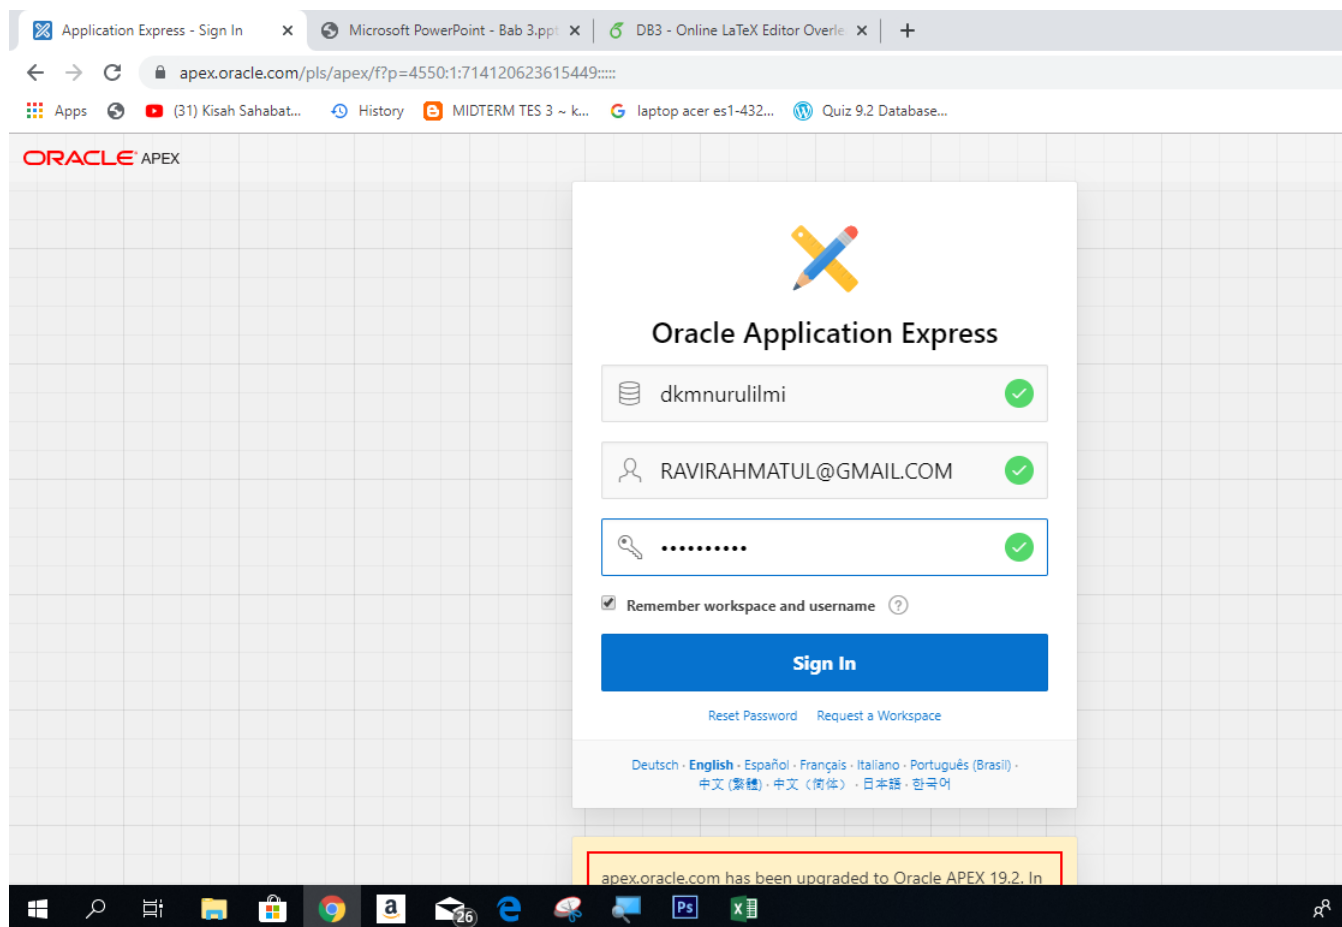 Application Express - Sign In
Microsoft PowerPoint - Bab 3.ppt
DB3 - Online LaTeX Editor Overle
apex.oracle.com/pls/apex/f?p=4550:1:714120623615449:::::
Apps
(31) Kisah Sahabat...
History
MIDTERM TES 3 ~ k...
laptop acer es1-432...
Quiz 9.2 Database...
ORACLE APEX
Oracle Application Express
dkmnurulilmi
RAVIRAHMATUL@GMAIL.COM
••••••••••
Remember workspace and username ?
Sign In
Reset Password Request a Workspace
Deutsch · English · Español · Français · Italiano · Português (Brasil) ·
中文 (繁體) · 中文（简体） · 日本語 · 한국어
apex.oracle.com has been upgraded to Oracle APEX 19.2. In
a
26
Ps
X